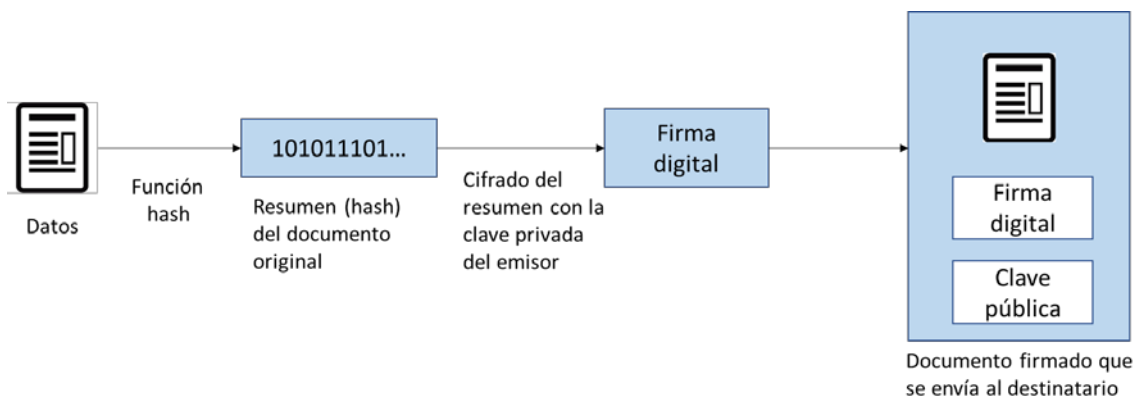 Datos
Función
hash
101011101...
Resumen (hash)
del documento
original
Cifrado del
resumen con la
clave privada
del emisor
Firma
digital
Firma
digital
Clave
pública
Documento firmado que
se envía al destinatario